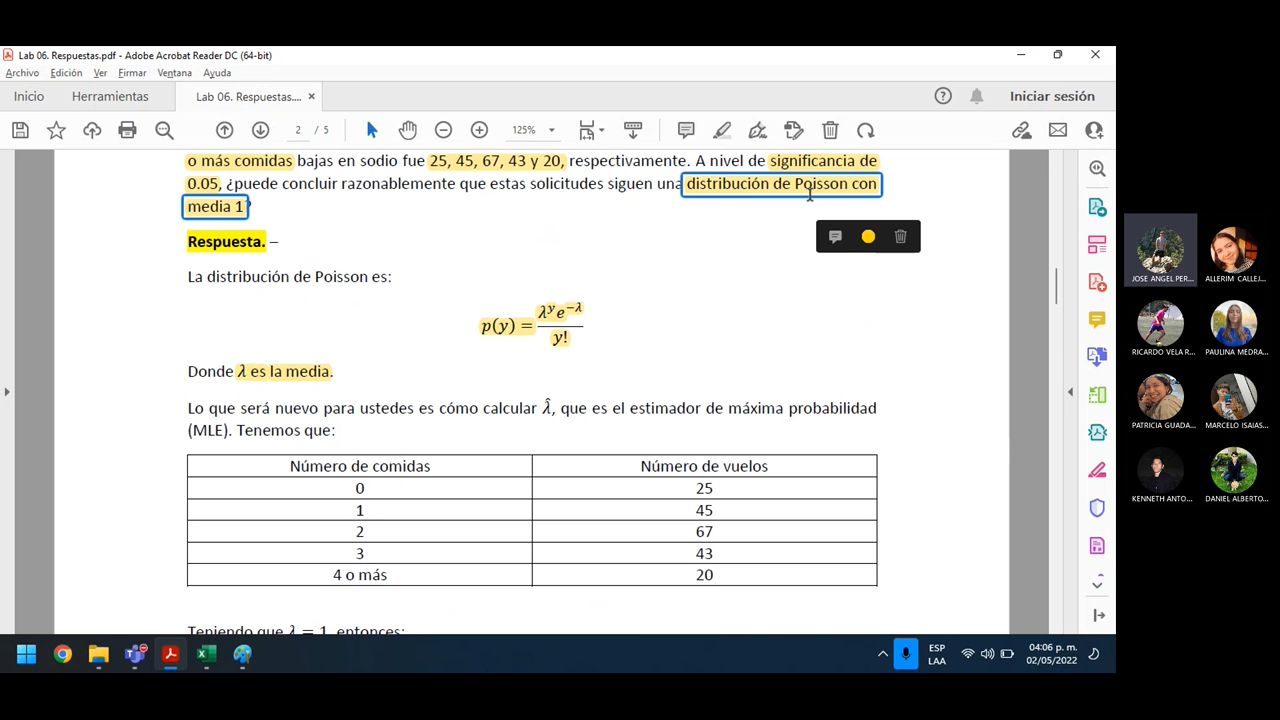 Lab 06. Respuestas.pdf - Adobe Acrobat Reader DC (64-bit)
Archivo Edición Ver Firmar Ventana Ayuda
Inicio Herramientas Lab 06. Respuestas.... × Iniciar sesión
2 / 5 125%
o más comidas bajas en sodio fue 25, 45, 67, 43 y 20, respectivamente. A nivel de significancia de
0.05, ¿puede concluir razonablemente que estas solicitudes siguen una distribución de Poisson con
media 1?
Respuesta. –
La distribución de Poisson es:
p(y) = λ^y e^{−λ} / y!
Donde λ es la media.
Lo que será nuevo para ustedes es cómo calcular λ̂, que es el estimador de máxima probabilidad
(MLE). Tenemos que:
Número de comidas Número de vuelos
0 25
1 45
2 67
3 43
4 o más 20
Teniendo que λ = 1, entonces:
JOSE ANGEL PER... ALLERIM CALLEJ...
RICARDO VELA R... PAULINA MEDRA...
PATRICIA GUADA... MARCELO ISAIAS...
KENNETH ANTO... DANIEL ALBERTO...
ESP
LAA
04:06 p. m.
02/05/2022